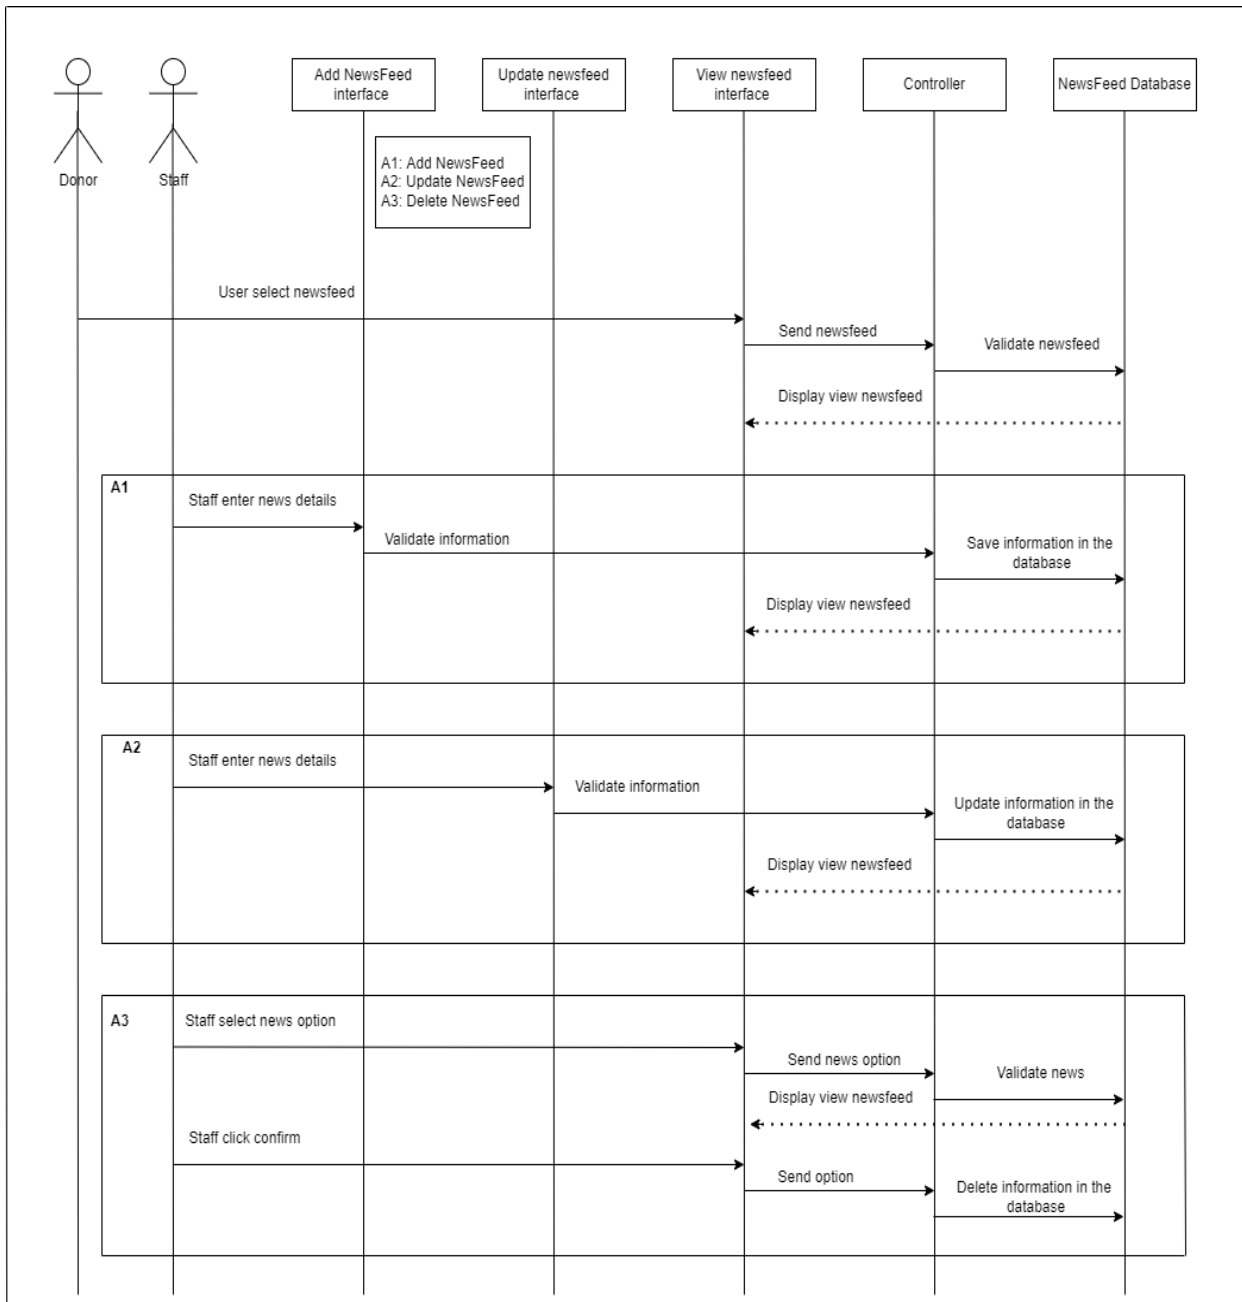 Add NewsFeed
interface
Update newsfeed
interface
View newsfeed
interface
Controller
NewsFeed Database
Donor
Staff
A1: Add NewsFeed
A2: Update NewsFeed
A3: Delete NewsFeed
User select newsfeed
Send newsfeed
Validate newsfeed
Display view newsfeed
A1
Staff enter news details
Validate information
Save information in the
database
Display view newsfeed
A2
Staff enter news details
Validate information
Update information in the
database
Display view newsfeed
A3
Staff select news option
Send news option
Validate news
Display view newsfeed
Staff click confirm
Send option
Delete information in the
database